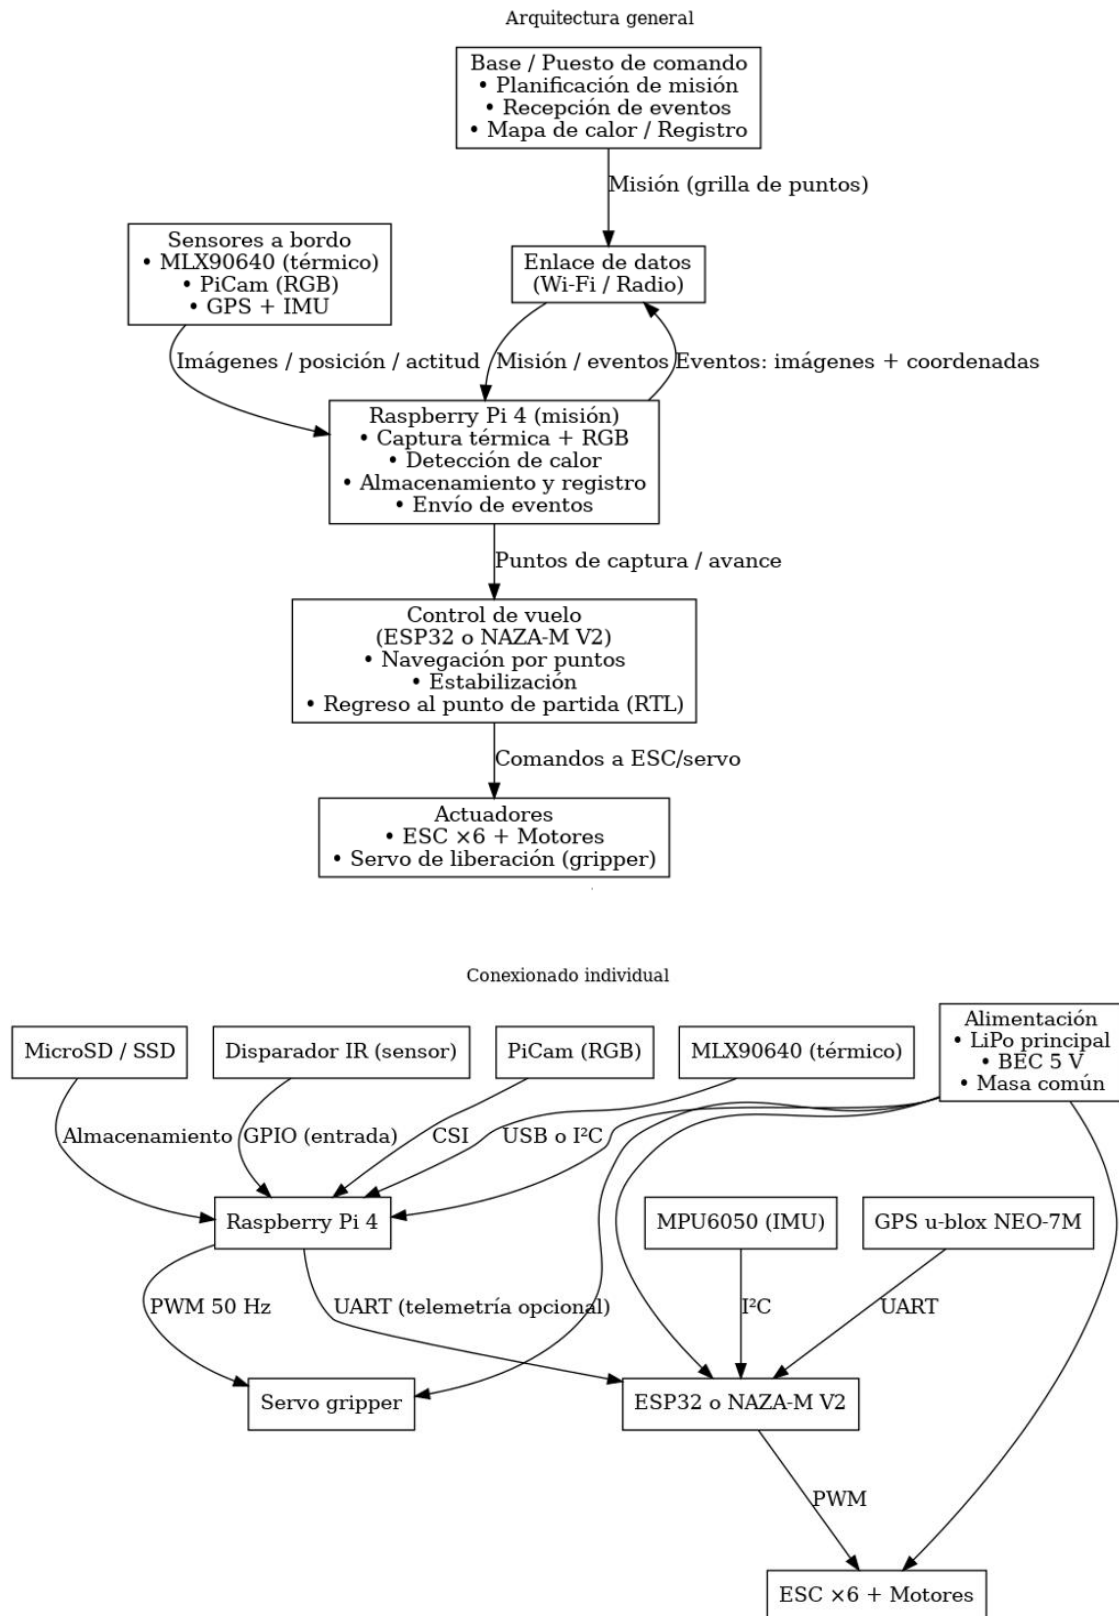 Arquitectura general
Base / Puesto de comando
• Planificación de misión
• Recepción de eventos
• Mapa de calor / Registro
Misión (grilla de puntos)
Sensores a bordo
• MLX90640 (térmico)
• PiCam (RGB)
• GPS + IMU
Enlace de datos
(Wi-Fi / Radio)
Imágenes / posición / actitud
Misión / eventos
Eventos: imágenes + coordenadas
Raspberry Pi 4 (misión)
• Captura térmica + RGB
• Detección de calor
• Almacenamiento y registro
• Envío de eventos
Puntos de captura / avance
Control de vuelo
(ESP32 o NAZA-M V2)
• Navegación por puntos
• Estabilización
• Regreso al punto de partida (RTL)
Comandos a ESC/servo
Actuadores
• ESC ×6 + Motores
• Servo de liberación (gripper)
Conexionado individual
MicroSD / SSD
Disparador IR (sensor)
PiCam (RGB)
MLX90640 (térmico)
Alimentación
• LiPo principal
• BEC 5 V
• Masa común
Almacenamiento
GPIO (entrada)
CSI
USB o I²C
Raspberry Pi 4
MPU6050 (IMU)
GPS u-blox NEO-7M
PWM 50 Hz
UART (telemetría opcional)
I²C
UART
Servo gripper
ESP32 o NAZA-M V2
PWM
ESC ×6 + Motores